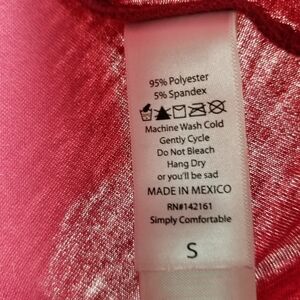 95% Polyester
5% Spandex
Machine Wash Cold
Gently Cycle
Do Not Bleach
Hang Dry
or you'll be sad
MADE IN MEXICO
RN#142161
Simply Comfortable
S